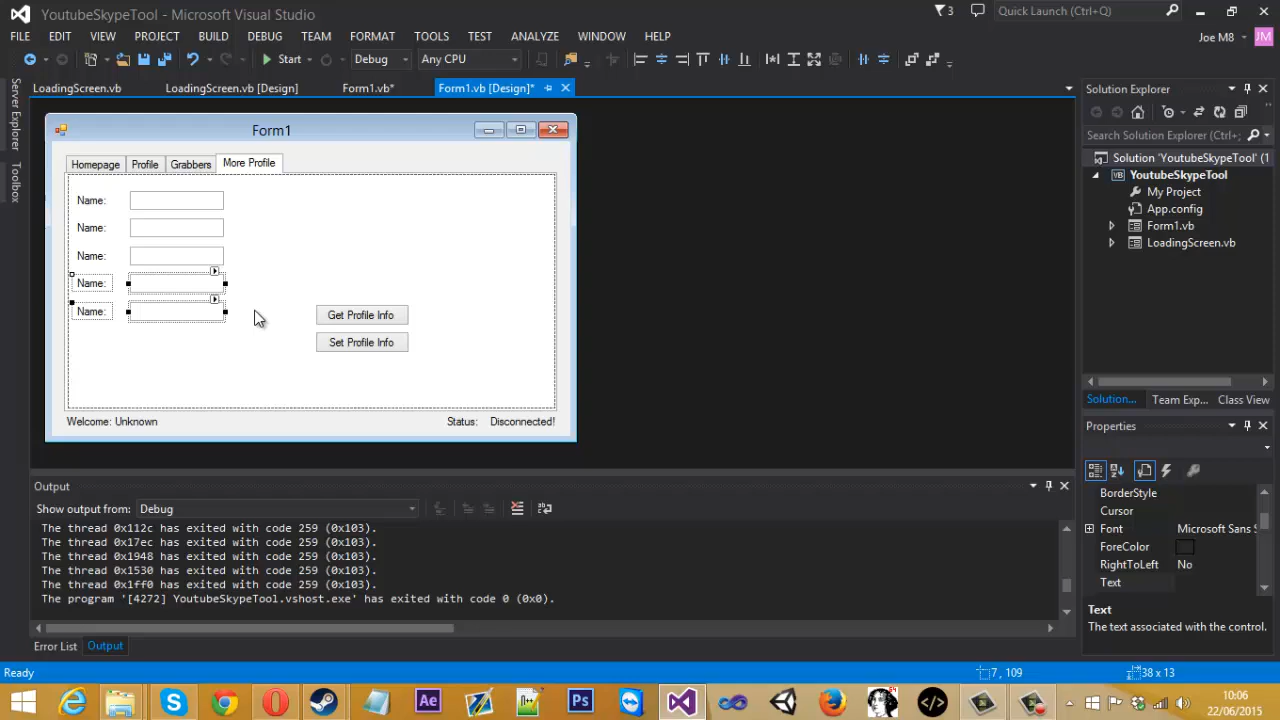 YoutubeSkypeTool - Microsoft Visual Studio
3
Quick Launch (Ctrl+Q)
FILE EDIT VIEW PROJECT BUILD DEBUG TEAM FORMAT TOOLS TEST ANALYZE WINDOW HELP
Joe M8
JM
Start
Debug
Any CPU
LoadingScreen.vb
LoadingScreen.vb [Design]
Form1.vb*
Form1.vb [Design]*
Server Explorer
Toolbox
Form1
Homepage
Profile
Grabbers
More Profile
Name:
Name:
Name:
Name:
Name:
Get Profile Info
Set Profile Info
Welcome: Unknown
Status: Disconnected!
Solution Explorer
Search Solution Explorer (Ctrl+;
Solution 'YoutubeSkypeTool' (1
VB YoutubeSkypeTool
My Project
App.config
Form1.vb
LoadingScreen.vb
Solution...
Team Exp...
Class View
Properties
BorderStyle
Cursor
Font Microsoft Sans S
ForeColor
RightToLeft No
Text
Text
The text associated with the control.
Output
Show output from: Debug
The thread 0x112c has exited with code 259 (0x103).
The thread 0x17ec has exited with code 259 (0x103).
The thread 0x1948 has exited with code 259 (0x103).
The thread 0x1530 has exited with code 259 (0x103).
The thread 0x1ff0 has exited with code 259 (0x103).
The program '[4272] YoutubeSkypeTool.vshost.exe' has exited with code 0 (0x0).
Error List
Output
Ready
7 , 109
38 x 13
Ae
Ps
10:06
22/06/2015